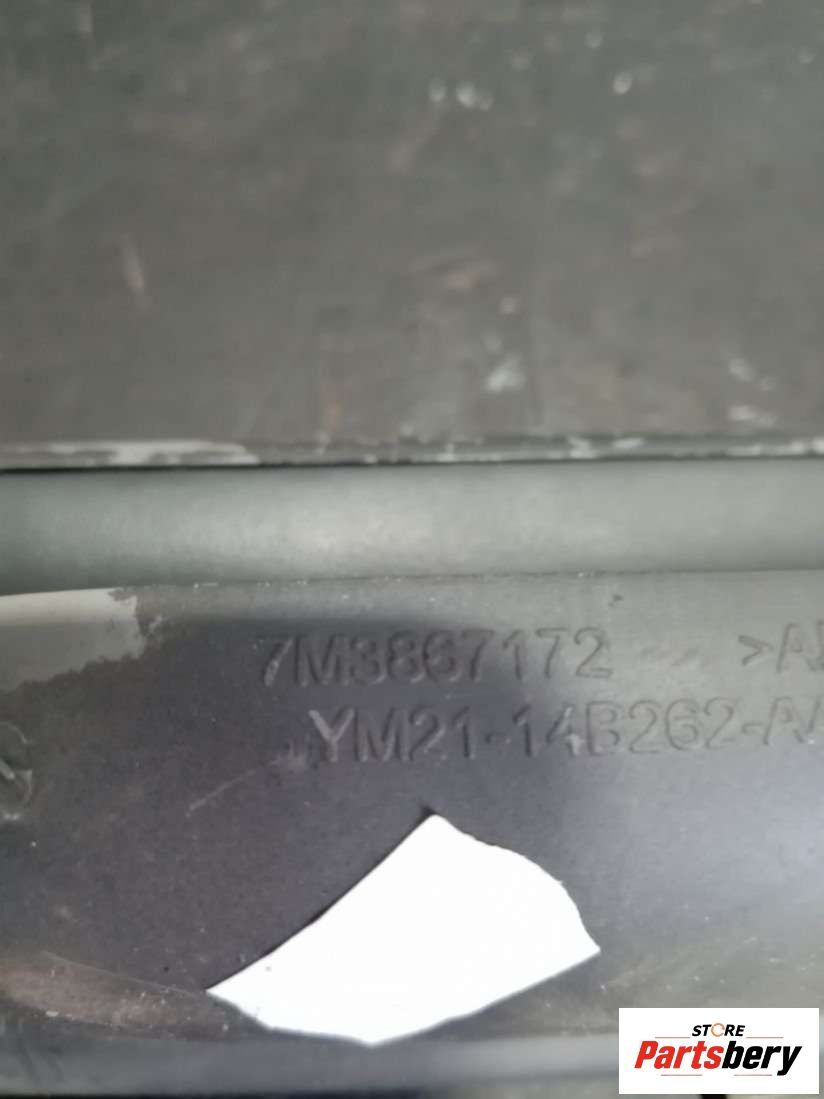 7M3867172 >A
YM21-14B262-A
STORE
Partsbery